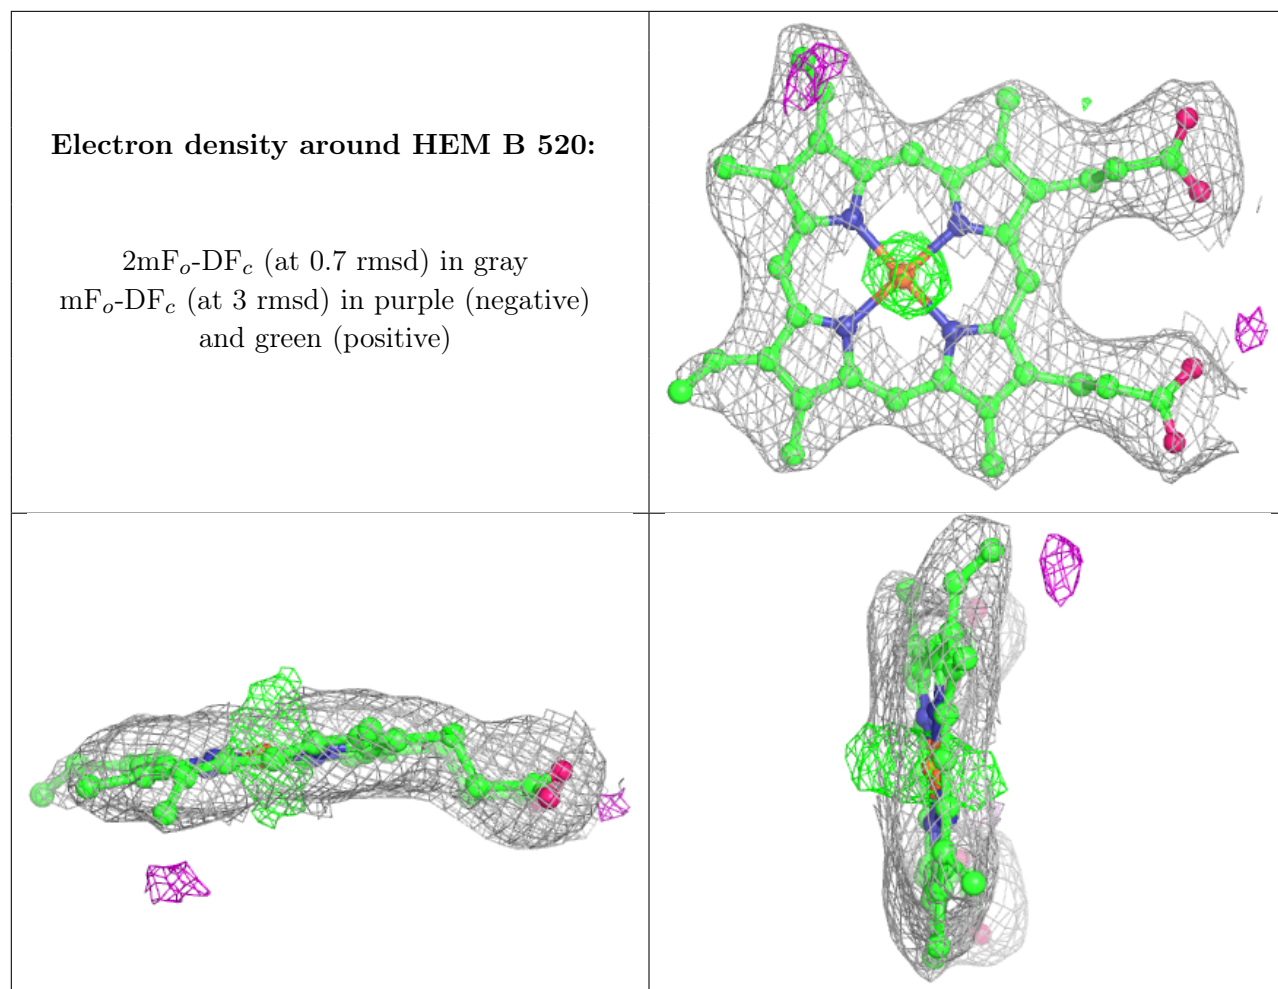 Electron density around HEM B 520:
2mFo-DFc (at 0.7 rmsd) in gray
mFo-DFc (at 3 rmsd) in purple (negative)
and green (positive)